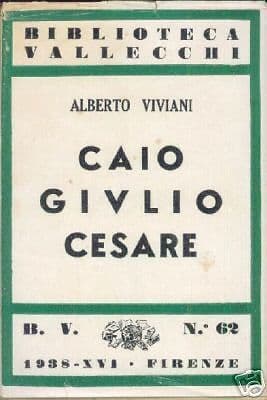 BIBLIOTECA
VALLECCHI
ALBERTO VIVIANI
CAIO
GIVLIO
CESARE
B. V. N.° 62
1938-XVI - FIRENZE